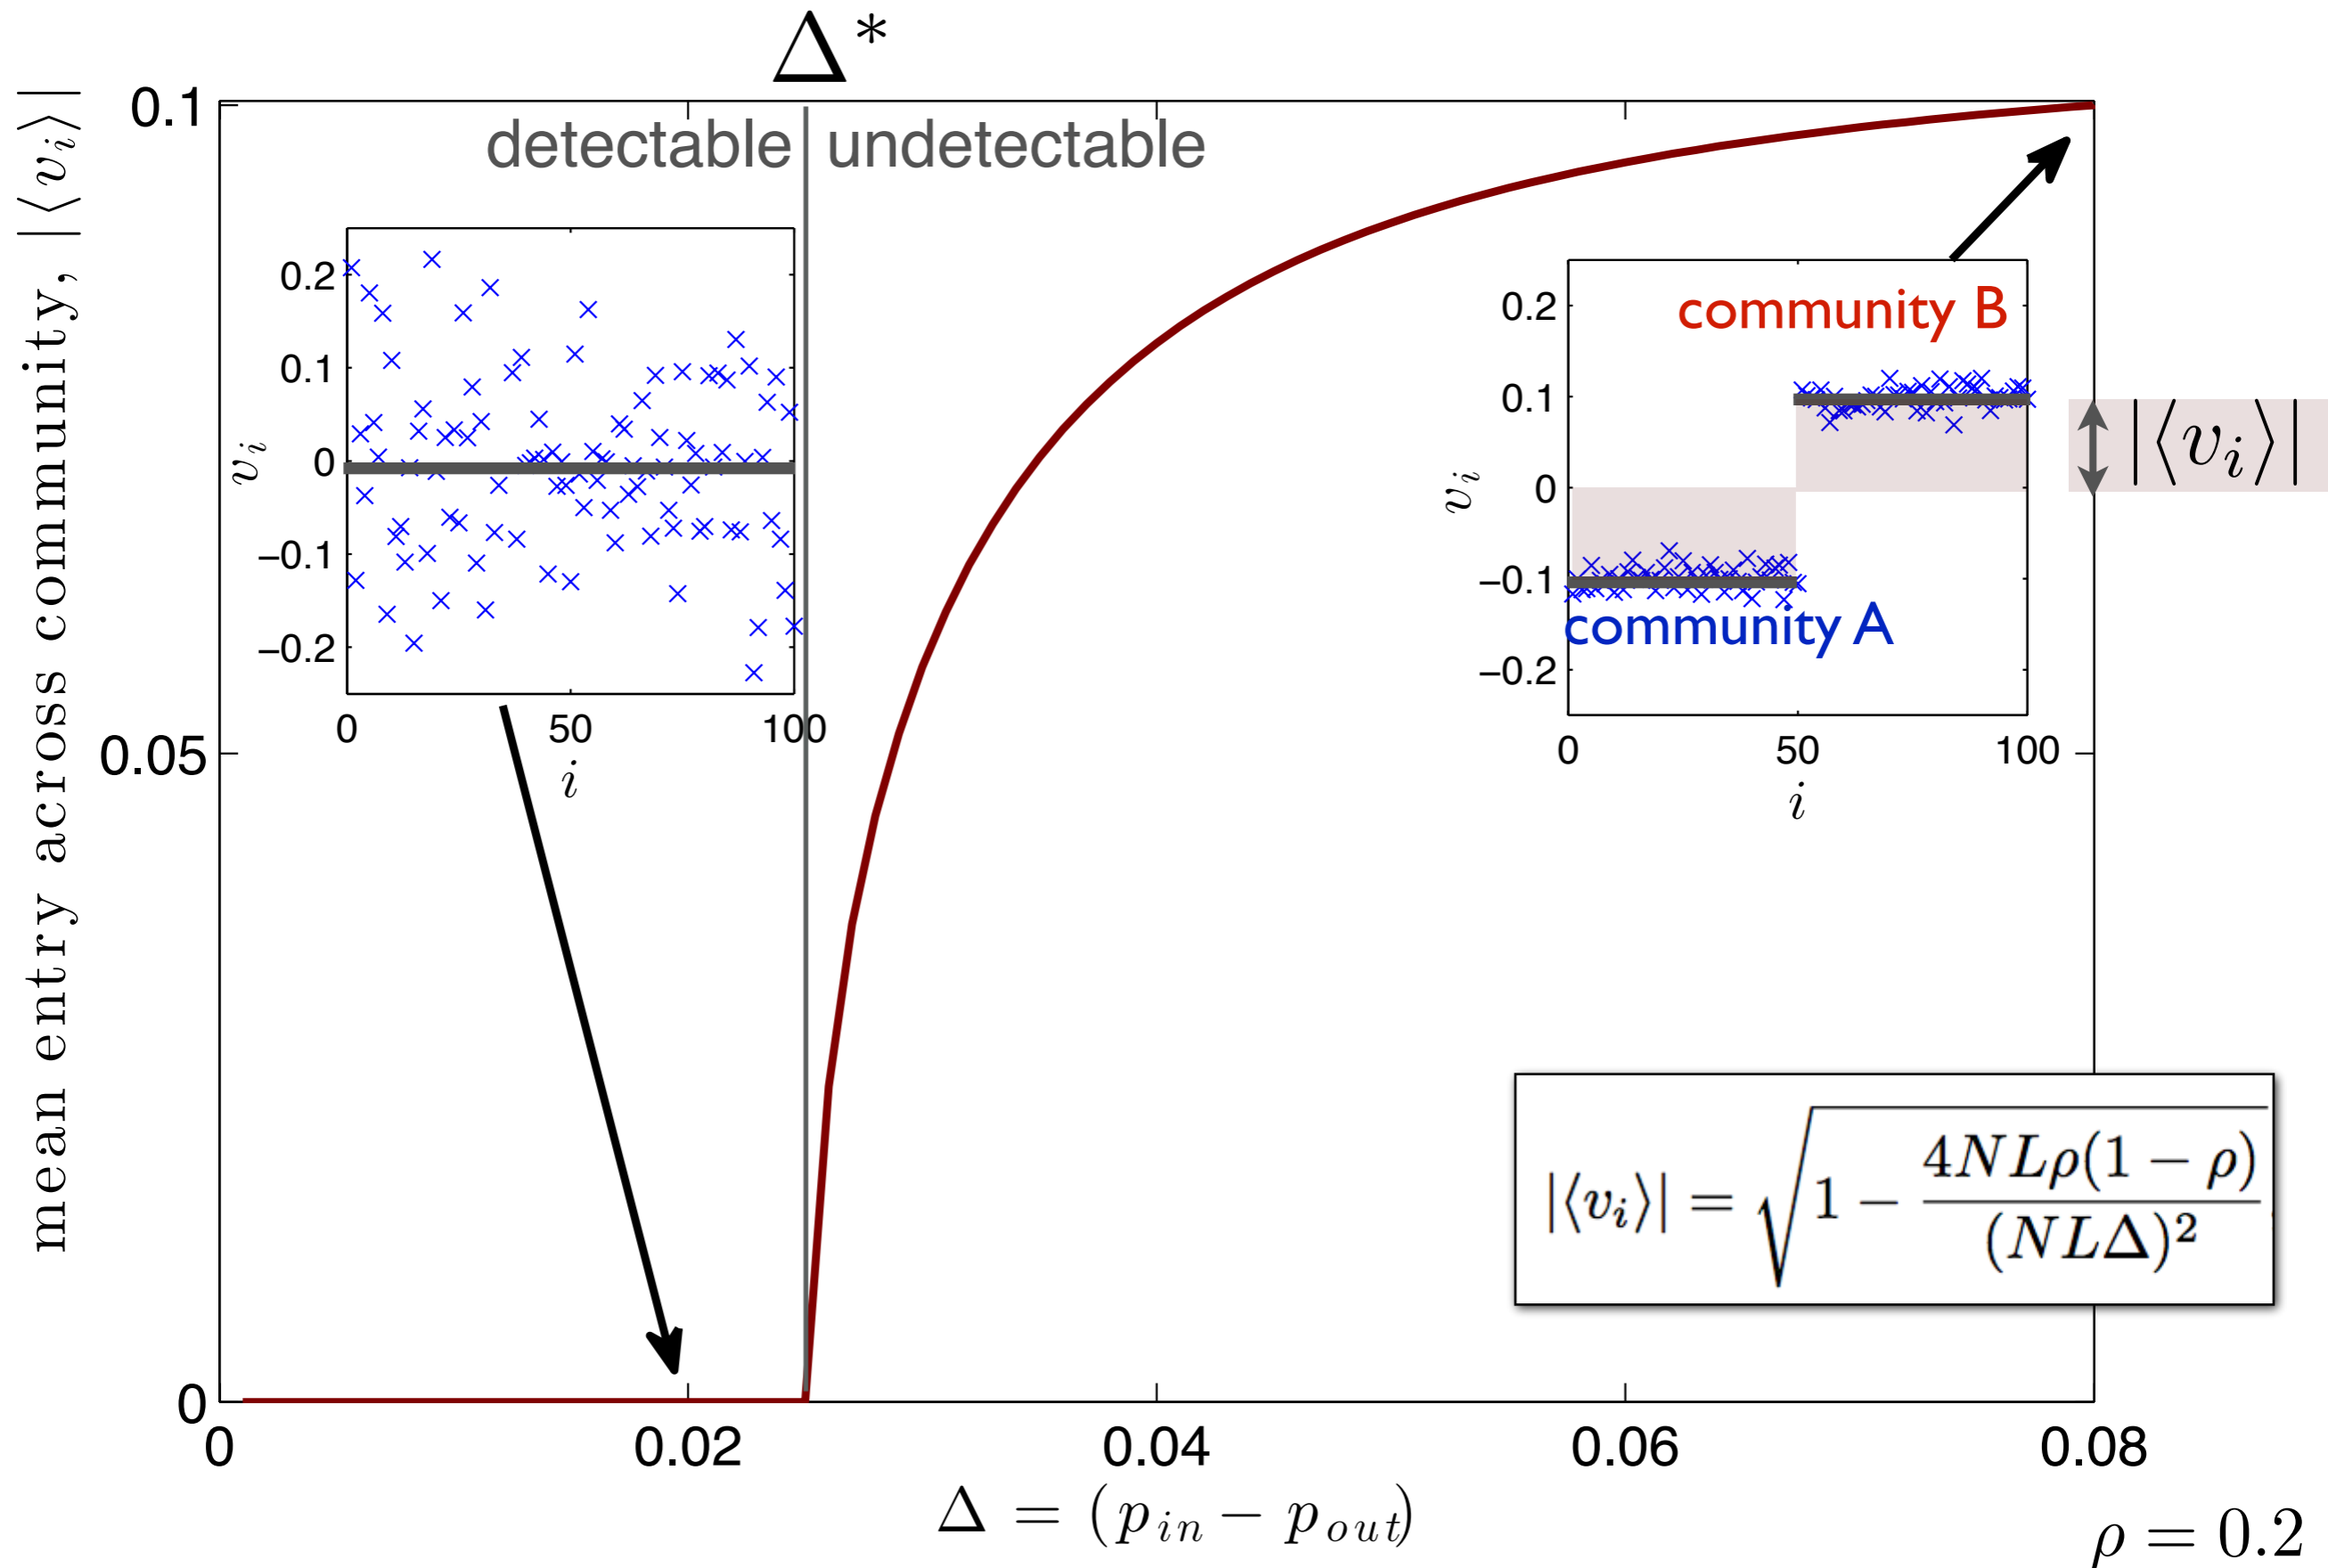 Δ*
mean entry across community, |⟨v_i⟩|
0.1
0.05
0
detectable
undetectable
v_i
0.2
0.1
0
−0.1
−0.2
0 50 100
i
v_i
0.2
0.1
0
−0.1
−0.2
community B
community A
0 50 100
i
|⟨v_i⟩|
|⟨v_i⟩| = √(1 − 4NLρ(1 − ρ)/(NLΔ)²)
0 0.02 0.04 0.06 0.08
Δ = (p_in − p_out)
ρ = 0.2